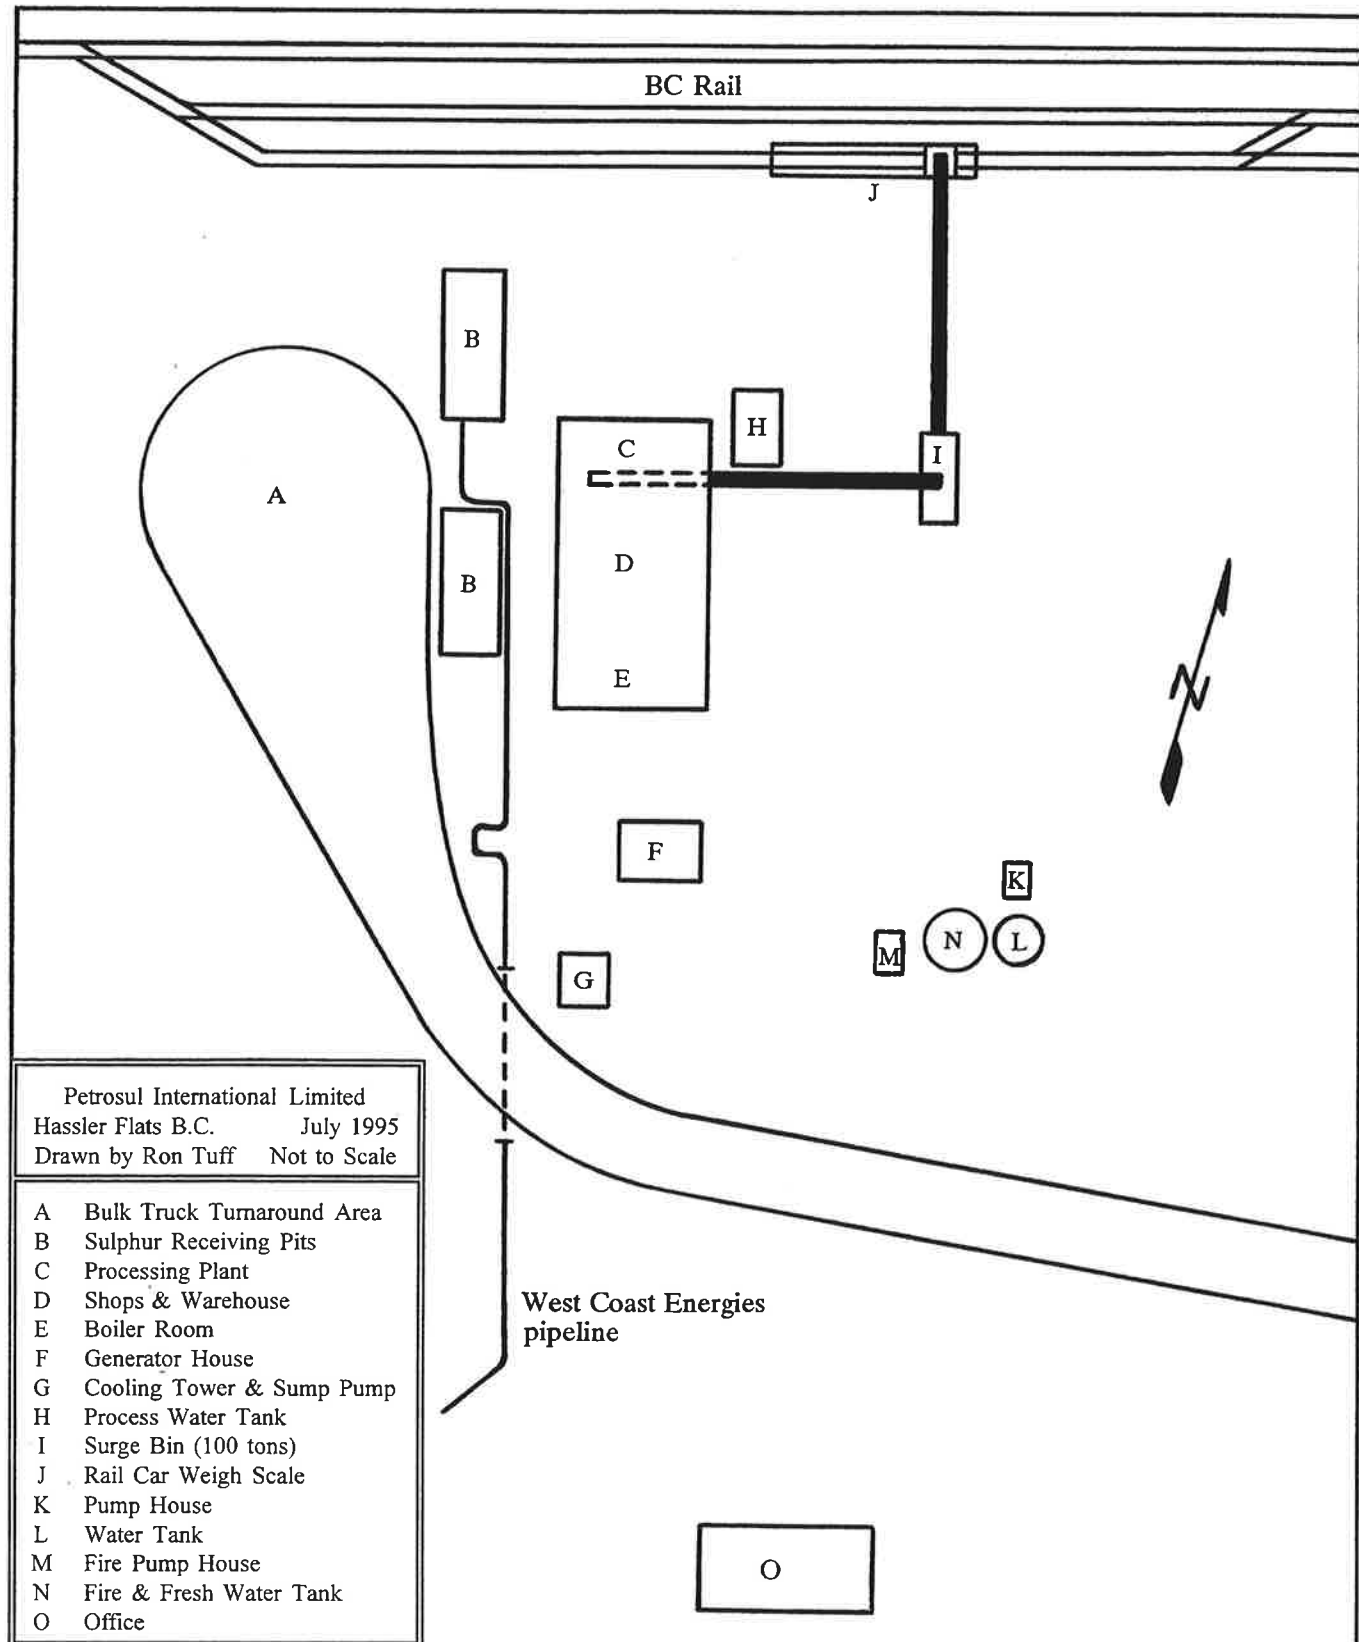 BC Rail
J
B
H
C
I
A
D
B
E
N
F
K
M
N
L
G
Petrosul International Limited
Hassler Flats B.C. July 1995
Drawn by Ron Tuff Not to Scale
A Bulk Truck Turnaround Area
B Sulphur Receiving Pits
C Processing Plant
D Shops & Warehouse
E Boiler Room
F Generator House
G Cooling Tower & Sump Pump
H Process Water Tank
I Surge Bin (100 tons)
J Rail Car Weigh Scale
K Pump House
L Water Tank
M Fire Pump House
N Fire & Fresh Water Tank
O Office
West Coast Energies
pipeline
O